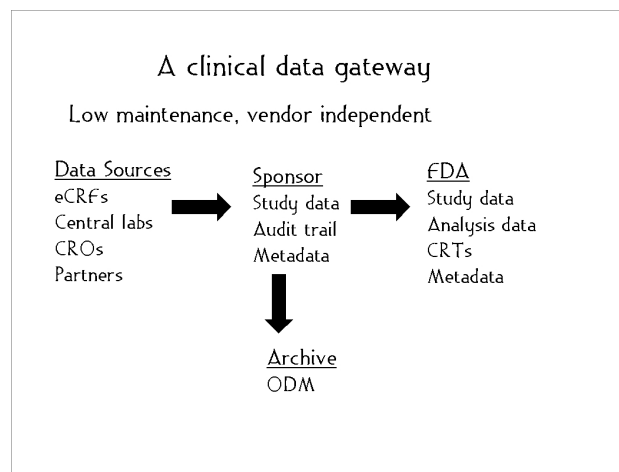 A clinical data gateway
Low maintenance, vendor independent
Data Sources
eCRFs
Central labs
CROs
Partners
Sponsor
Study data
Audit trail
Metadata
FDA
Study data
Analysis data
CRTs
Metadata
Archive
ODM